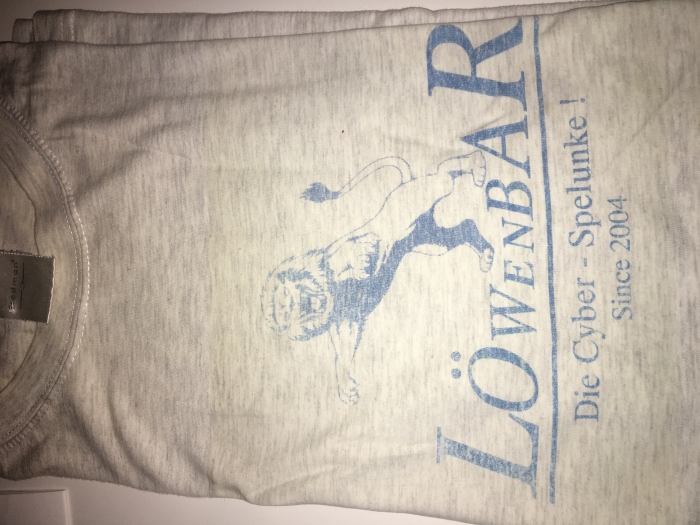 LÖWENBAR
Die Cyber - Spelunke !
Since 2004